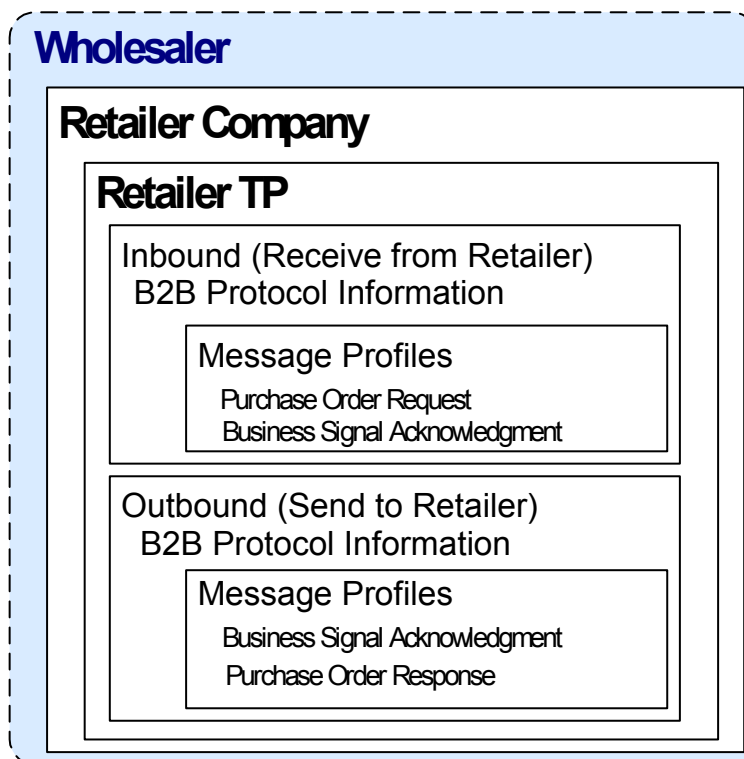 Wholesaler
Retailer Company
Retailer TP
Inbound (Receive from Retailer)
B2B Protocol Information
Message Profiles
Purchase Order Request
Business Signal Acknowledgment
Outbound (Send to Retailer)
B2B Protocol Information
Message Profiles
Business Signal Acknowledgment
Purchase Order Response